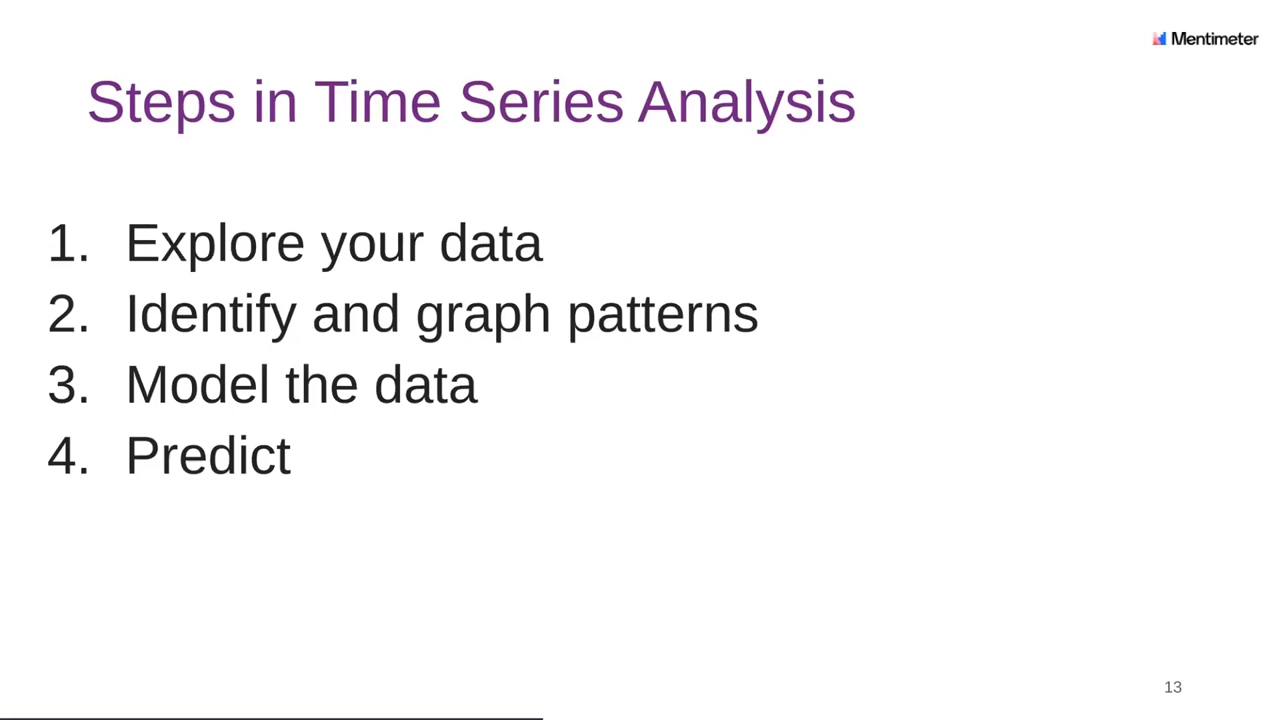 Mentimeter
Steps in Time Series Analysis
1. Explore your data
2. Identify and graph patterns
3. Model the data
4. Predict
13